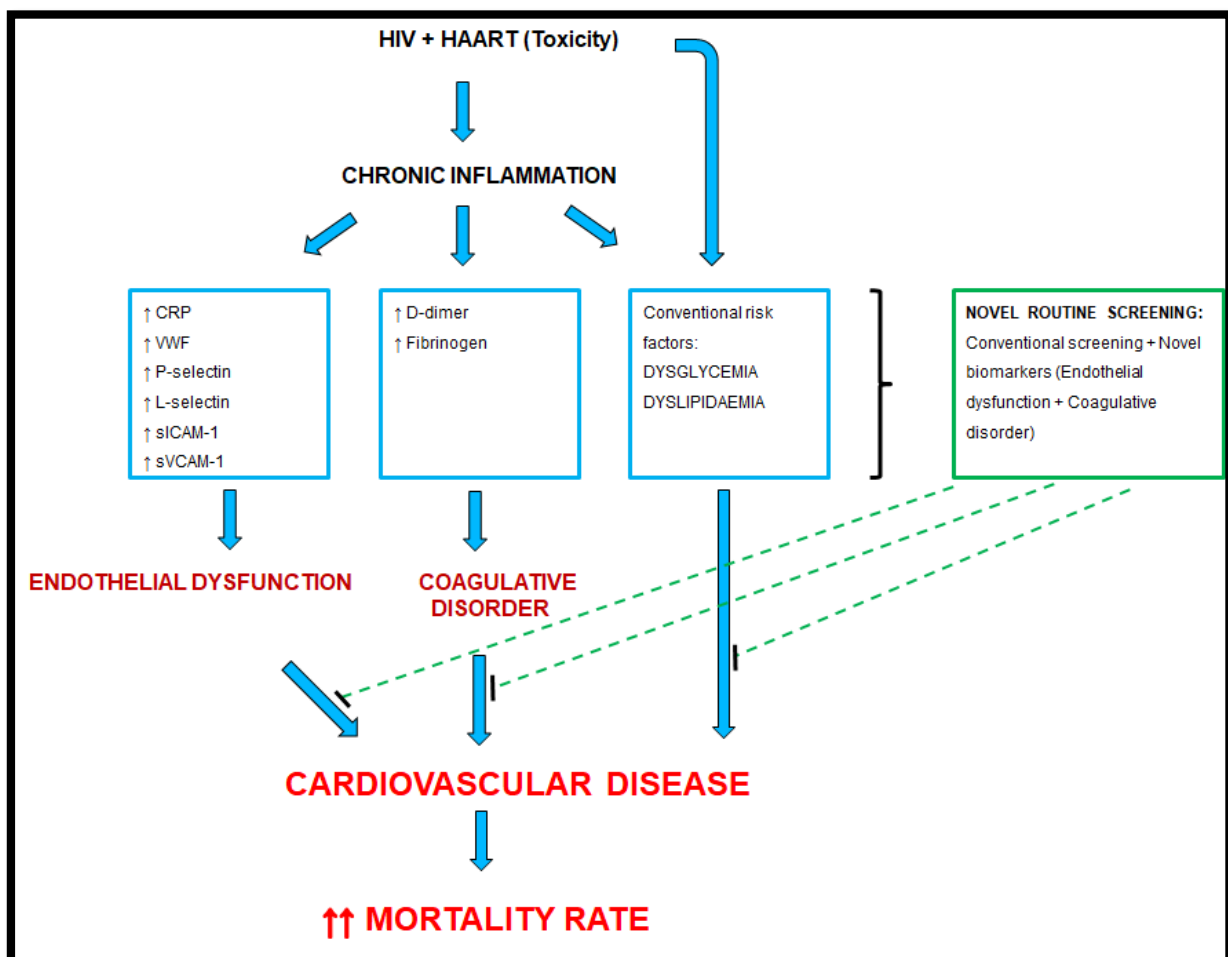 HIV + HAART (Toxicity)
CHRONIC INFLAMMATION
↑ CRP
↑ VWF
↑ P-selectin
↑ L-selectin
↑ sICAM-1
↑ sVCAM-1
↑ D-dimer
↑ Fibrinogen
Conventional risk
factors:
DYSGLYCEMIA
DYSLIPIDAEMIA
NOVEL ROUTINE SCREENING:
Conventional screening + Novel
biomarkers (Endothelial
dysfunction + Coagulative
disorder)
ENDOTHELIAL DYSFUNCTION
COAGULATIVE
DISORDER
CARDIOVASCULAR DISEASE
↑↑ MORTALITY RATE